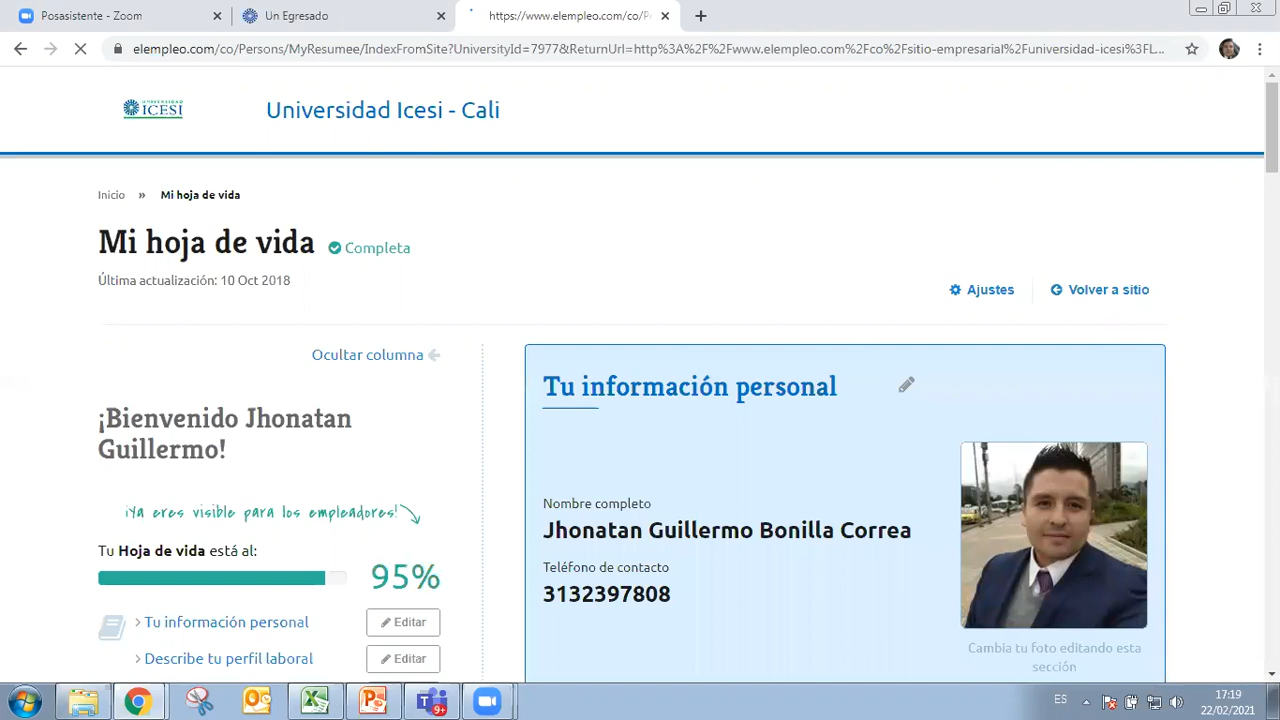 Posasistente - Zoom
Un Egresado
https://www.elempleo.com/co/Pe
elempleo.com/co/Persons/MyResumee/IndexFromSite?UniversityId=7977&ReturnUrl=http%3A%2F%2Fwww.elempleo.com%2Fco%2Fsitio-empresarial%2Funiversidad-icesi%3FL...
UNIVERSIDAD
ICESI
Universidad Icesi - Cali
Inicio » Mi hoja de vida
Mi hoja de vida Completa
Última actualización: 10 Oct 2018
Ajustes
Volver a sitio
Ocultar columna
¡Bienvenido Jhonatan
Guillermo!
¡Ya eres visible para los empleadores!
Tu Hoja de vida está al:
95%
Tu información personal
Editar
Describe tu perfil laboral
Editar
Tu información personal
Nombre completo
Jhonatan Guillermo Bonilla Correa
Teléfono de contacto
3132397808
Cambia tu foto editando esta
sección
9+
ES
17:19
22/02/2021